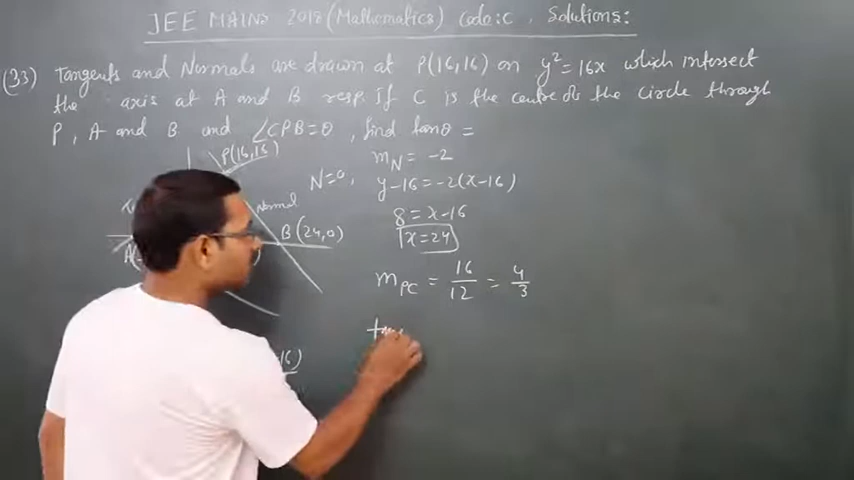 JEE MAINS 2018 (Mathematics) Code:C, Solutions:
(33) Tangents and Normals are drawn at P(16,16) on y²=16x which intersect
the axis at A and B resp. If C is the centre of the circle through
P, A and B and ∠CPB=θ, find tanθ =
P(16,16)
Normal
B(24,0)
A(
16)
m_N = -2
N=0, y-16=-2(x-16)
8=x-16
x=24
m_PC = 16/12 = 4/3
tan